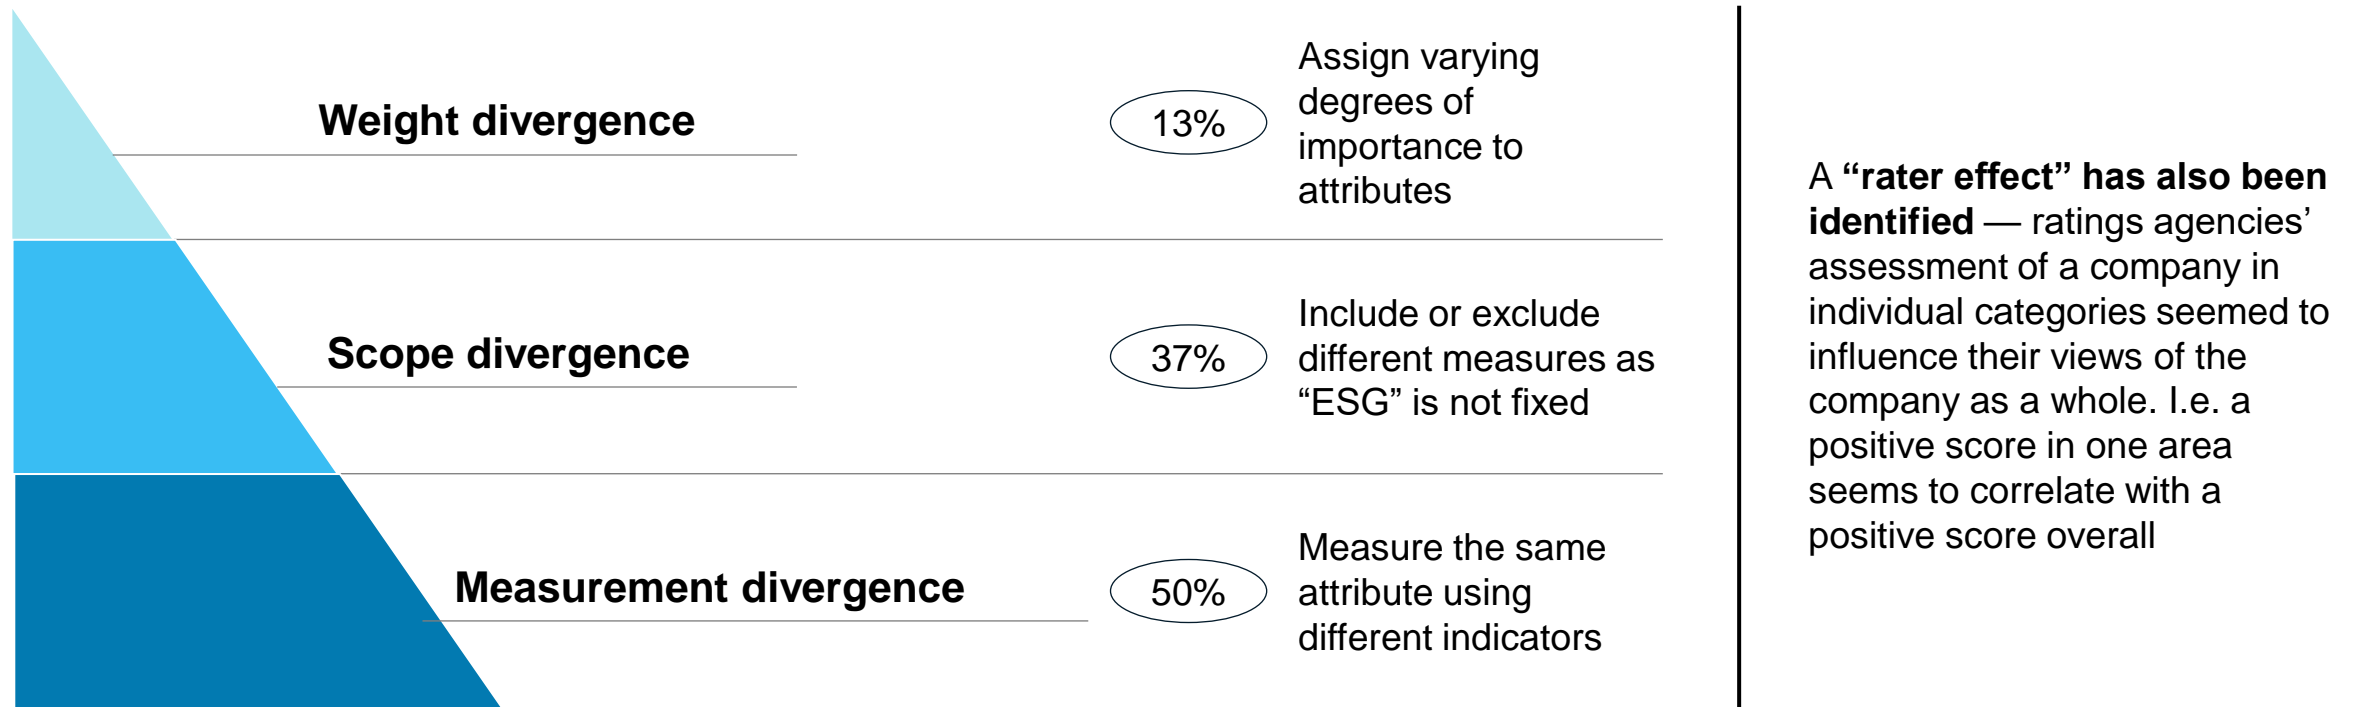 Weight divergence
13%
Assign varying
degrees of
importance to
attributes
Scope divergence
37%
Include or exclude
different measures as
“ESG” is not fixed
Measurement divergence
50%
Measure the same
attribute using
different indicators
A “rater effect” has also been
identified — ratings agencies’
assessment of a company in
individual categories seemed to
influence their views of the
company as a whole. I.e. a
positive score in one area
seems to correlate with a
positive score overall